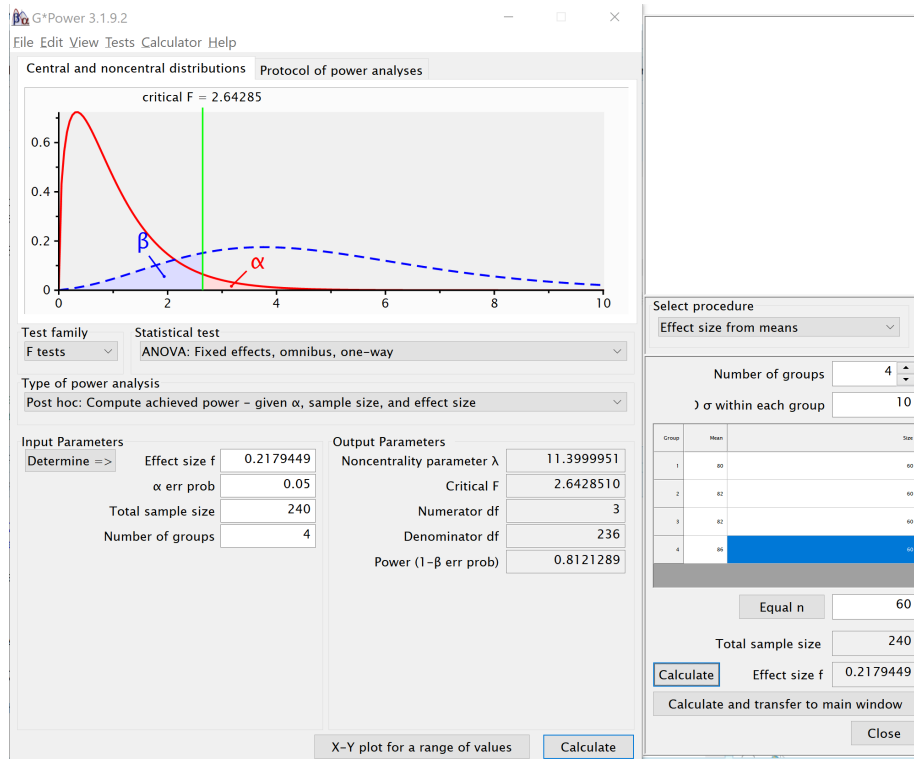 G*Power 3.1.9.2
File Edit View Tests Calculator Help
Central and noncentral distributions Protocol of power analyses
critical F = 2.64285
0.6
0.4
0.2
0
β
α
0 2 4 6 8 10
Test family Statistical test
F tests ANOVA: Fixed effects, omnibus, one-way
Type of power analysis
Post hoc: Compute achieved power – given α, sample size, and effect size
Input Parameters
Determine => Effect size f 0.2179449
α err prob 0.05
Total sample size 240
Number of groups 4
Output Parameters
Noncentrality parameter λ 11.3999951
Critical F 2.6428510
Numerator df 3
Denominator df 236
Power (1-β err prob) 0.8121289
X-Y plot for a range of values Calculate
Select procedure
Effect size from means
Number of groups 4
σ within each group 10
Group Mean Size
1 80 60
2 82 60
3 82 60
4 86 60
Equal n 60
Total sample size 240
Calculate Effect size f 0.2179449
Calculate and transfer to main window
Close